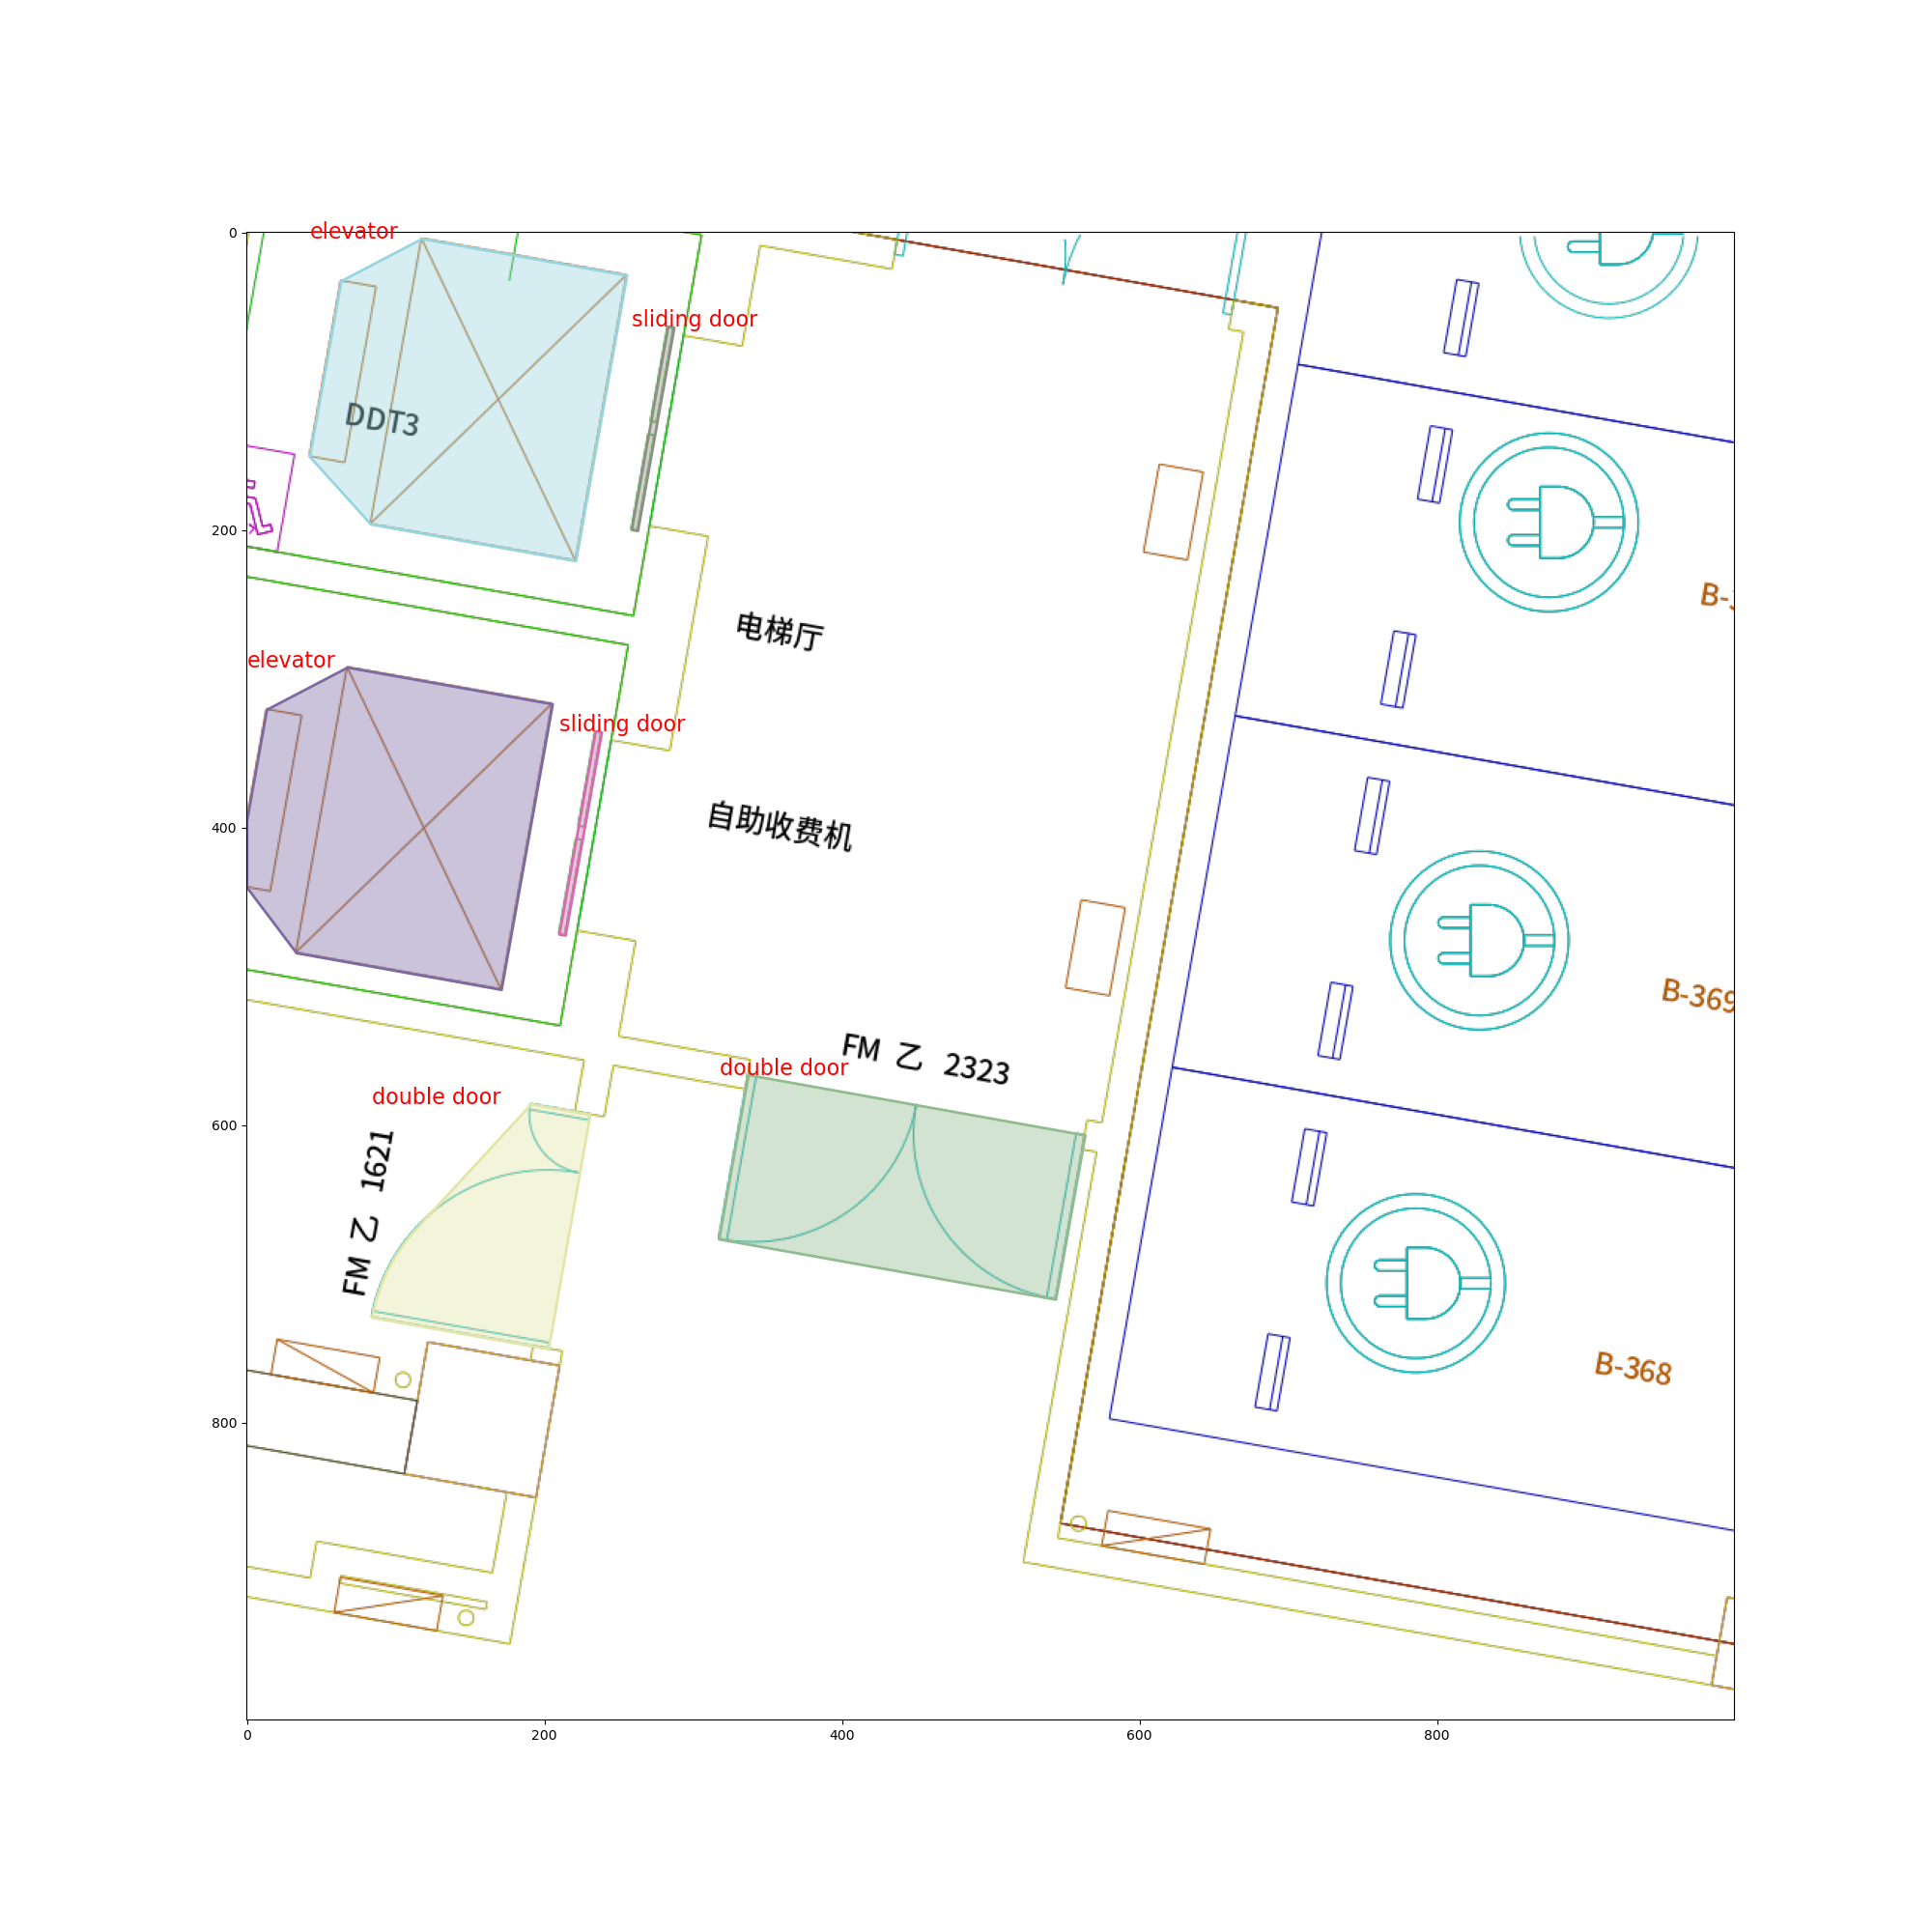 0
elevator
sliding door
DDT3
200
B-
电梯厅
elevator
sliding door
400
自助收费机
B-369
FM 乙 2323
double door
double door
600
FM 乙 1621
B-368
800
0
200
400
600
800